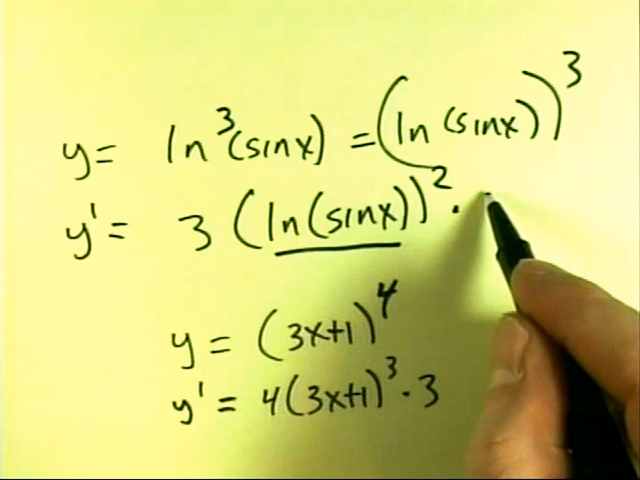 y = ln³(sinx) = (ln(sinx))³
y' = 3(ln(sinx))² ·
y = (3x+1)⁴
y' = 4(3x+1)³ · 3